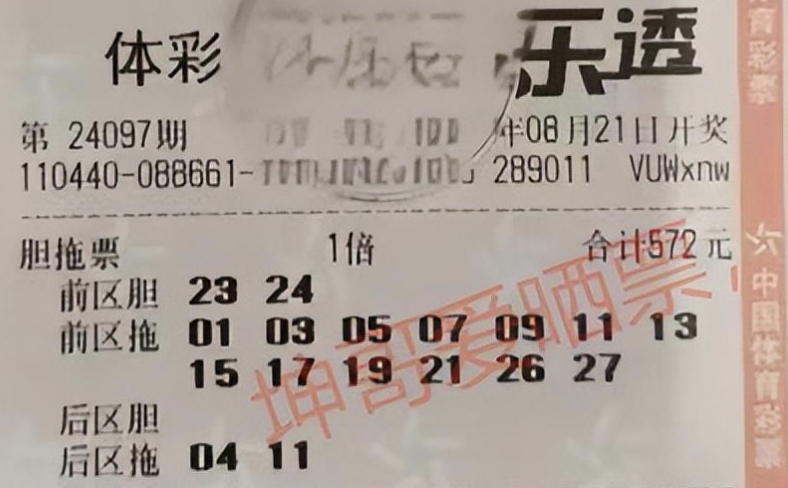 体彩 乐透
第 24097期 年08月21日开奖
110440-088661- 289011 VUWxnw
胆拖票 1倍 合计572元
前区胆 23 24
前区拖 01 03 05 07 09 11 13
15 17 19 21 26 27
后区胆
后区拖 04 11
坤哥爱晒票
体育彩票
中国体育彩票